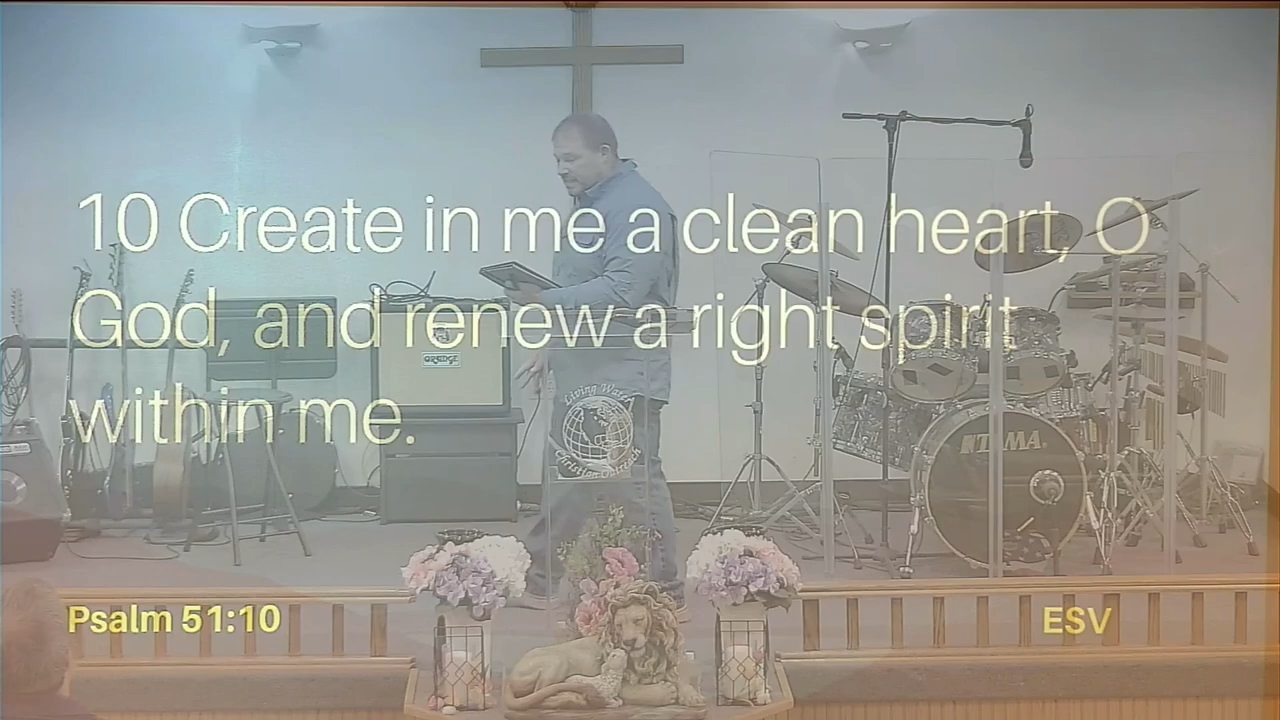 10 Create in me a clean heart, O
God, and renew a right spirit
within me.
ORANGE
Living Water
Christian Church
TAMA
Psalm 51:10
ESV